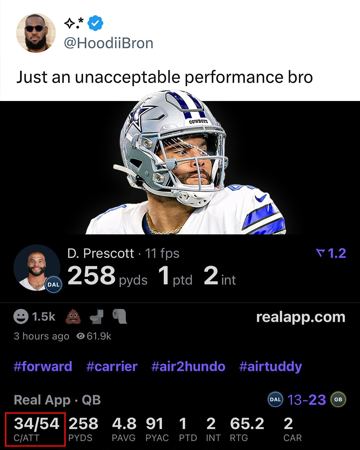 @HoodiiBron
Just an unacceptable performance bro
COWBOYS
D. Prescott · 11 fps
1.2
DAL
258 pyds 1 ptd 2 int
1.5k
realapp.com
3 hours ago 61.9k
#forward #carrier #air2hundo #airtuddy
Real App · QB
DAL 13-23 GB
34/54 258 4.8 91 1 2 65.2 2
C/ATT PYDS PAVG PYAC PTD INT RTG CAR